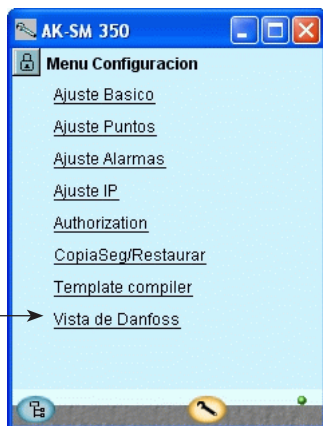 AK-SM 350
Menu Configuracion
Ajuste Basico
Ajuste Puntos
Ajuste Alarmas
Ajuste IP
Authorization
CopiaSeg/Restaurar
Template compiler
Vista de Danfoss